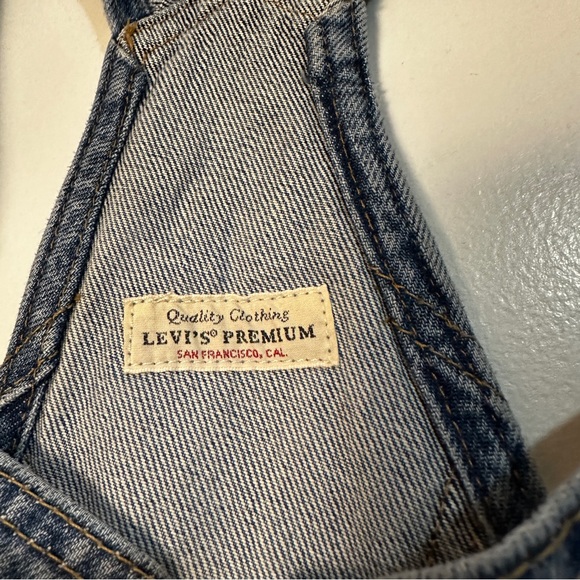 Quality Clothing
LEVI'S® PREMIUM
SAN FRANCISCO, CAL.